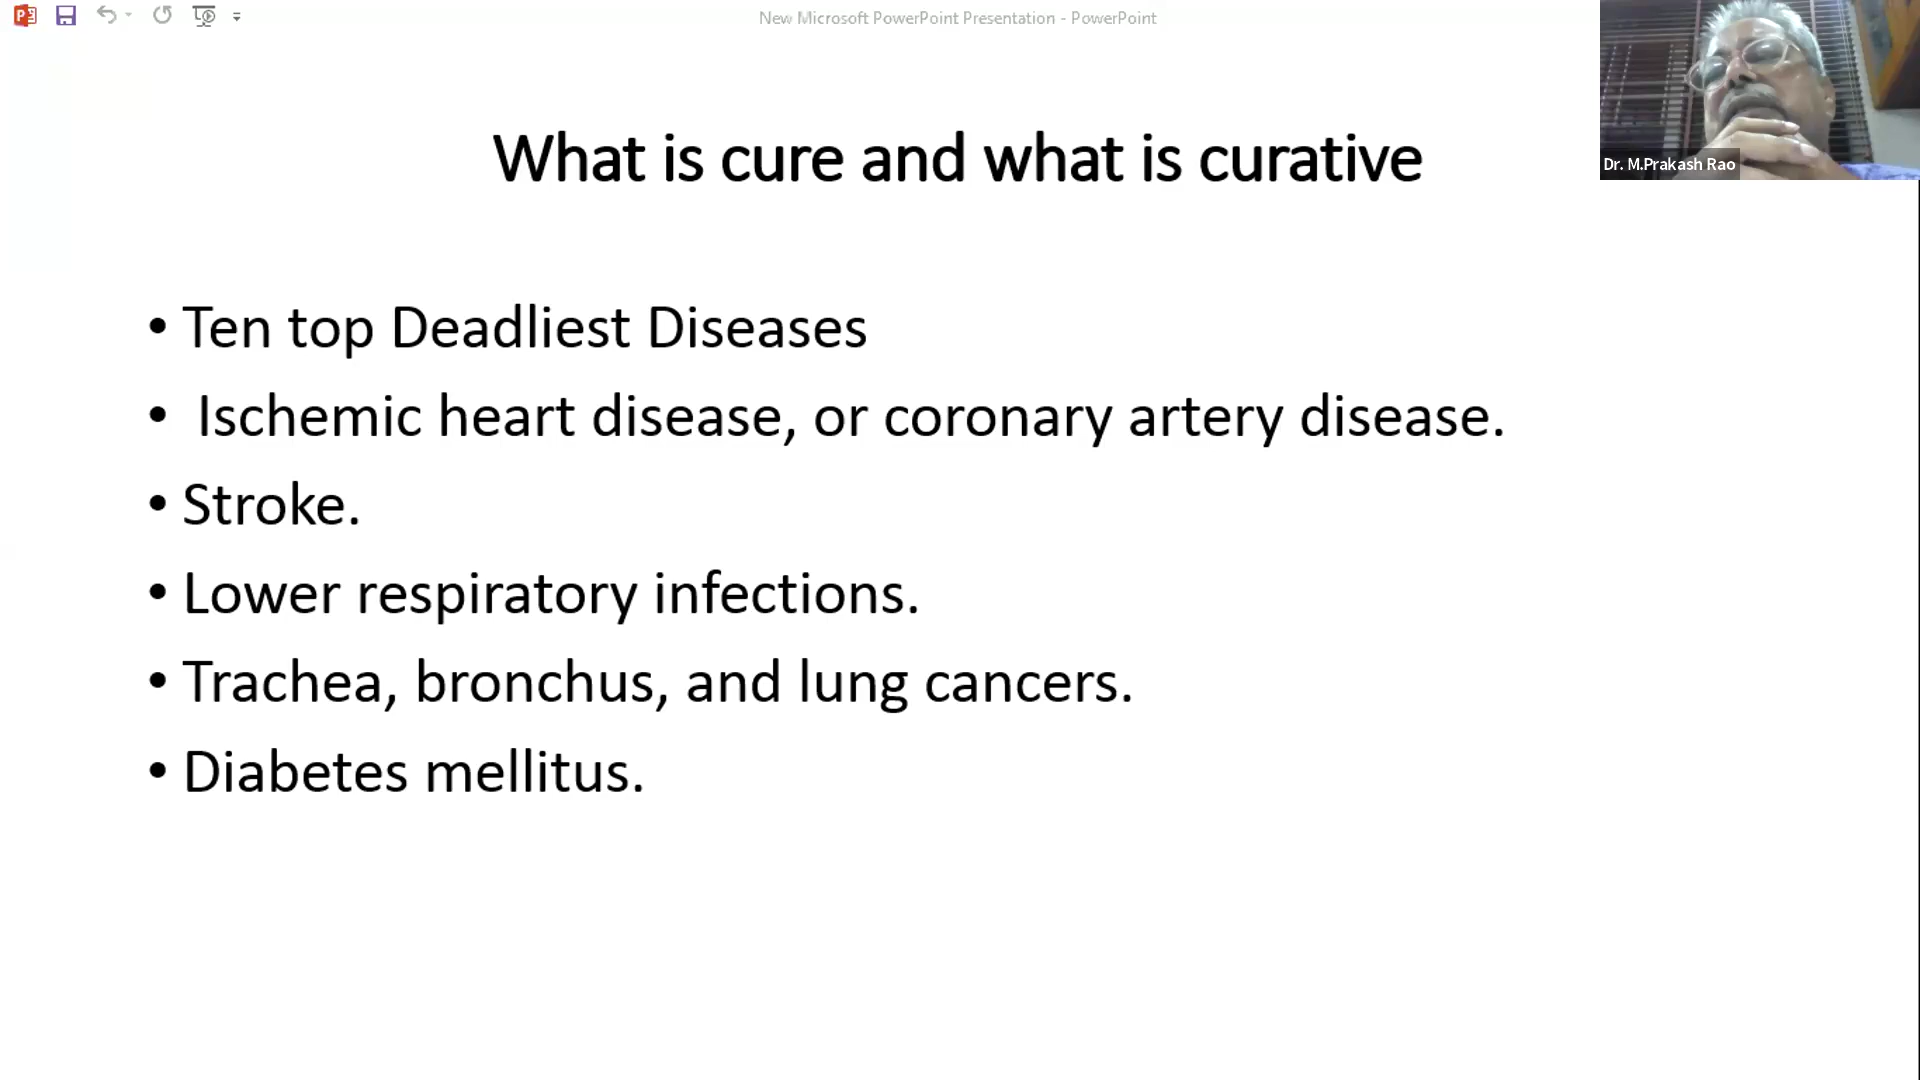 New Microsoft PowerPoint Presentation - PowerPoint
Dr. M.Prakash Rao
What is cure and what is curative
• Ten top Deadliest Diseases
• Ischemic heart disease, or coronary artery disease.
• Stroke.
• Lower respiratory infections.
• Trachea, bronchus, and lung cancers.
• Diabetes mellitus.